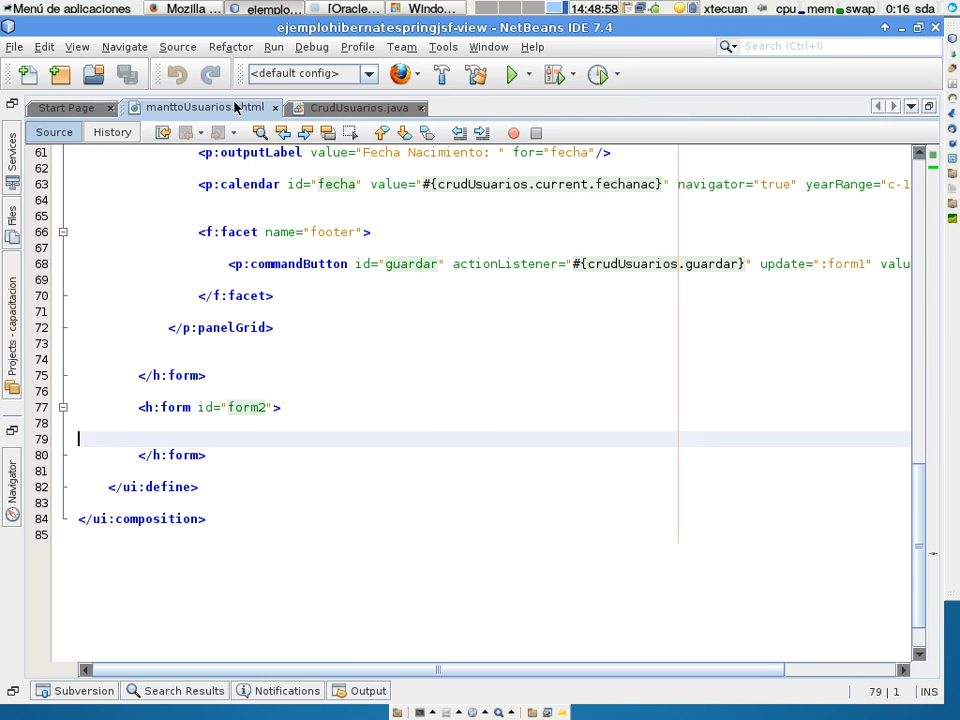 Menú de aplicaciones
Mozilla ...
ejemplo...
[Oracle...
Windo...
14:48:58
xtecuan
cpu
mem
swap
0:16 sda
ejemplohibernatespringjsf-view - NetBeans IDE 7.4
File Edit View Navigate Source Refactor Run Debug Profile Team Tools Window Help
Search (Ctrl+I)
<default config>
Start Page
CrudUsuarios.java
Source
History
61 <p:outputLabel value="Fecha Nacimiento: " for="fecha"/>
62
63 <p:calendar id="fecha" value="#{crudUsuarios.current.fechanac}" navigator="true" yearRange="c-1
64
65
66 <f:facet name="footer">
67
68 <p:commandButton id="guardar" actionListener="#{crudUsuarios.guardar}" update=":form1" valu
69
70 </f:facet>
71
72 </p:panelGrid>
73
74
75 </h:form>
76
77 <h:form id="form2">
78
79
80 </h:form>
81
82 </ui:define>
83
84 </ui:composition>
85
Services
Files
Projects - capacitacion
Navigator
Subversion
Search Results
Notifications
Output
79 | 1
INS